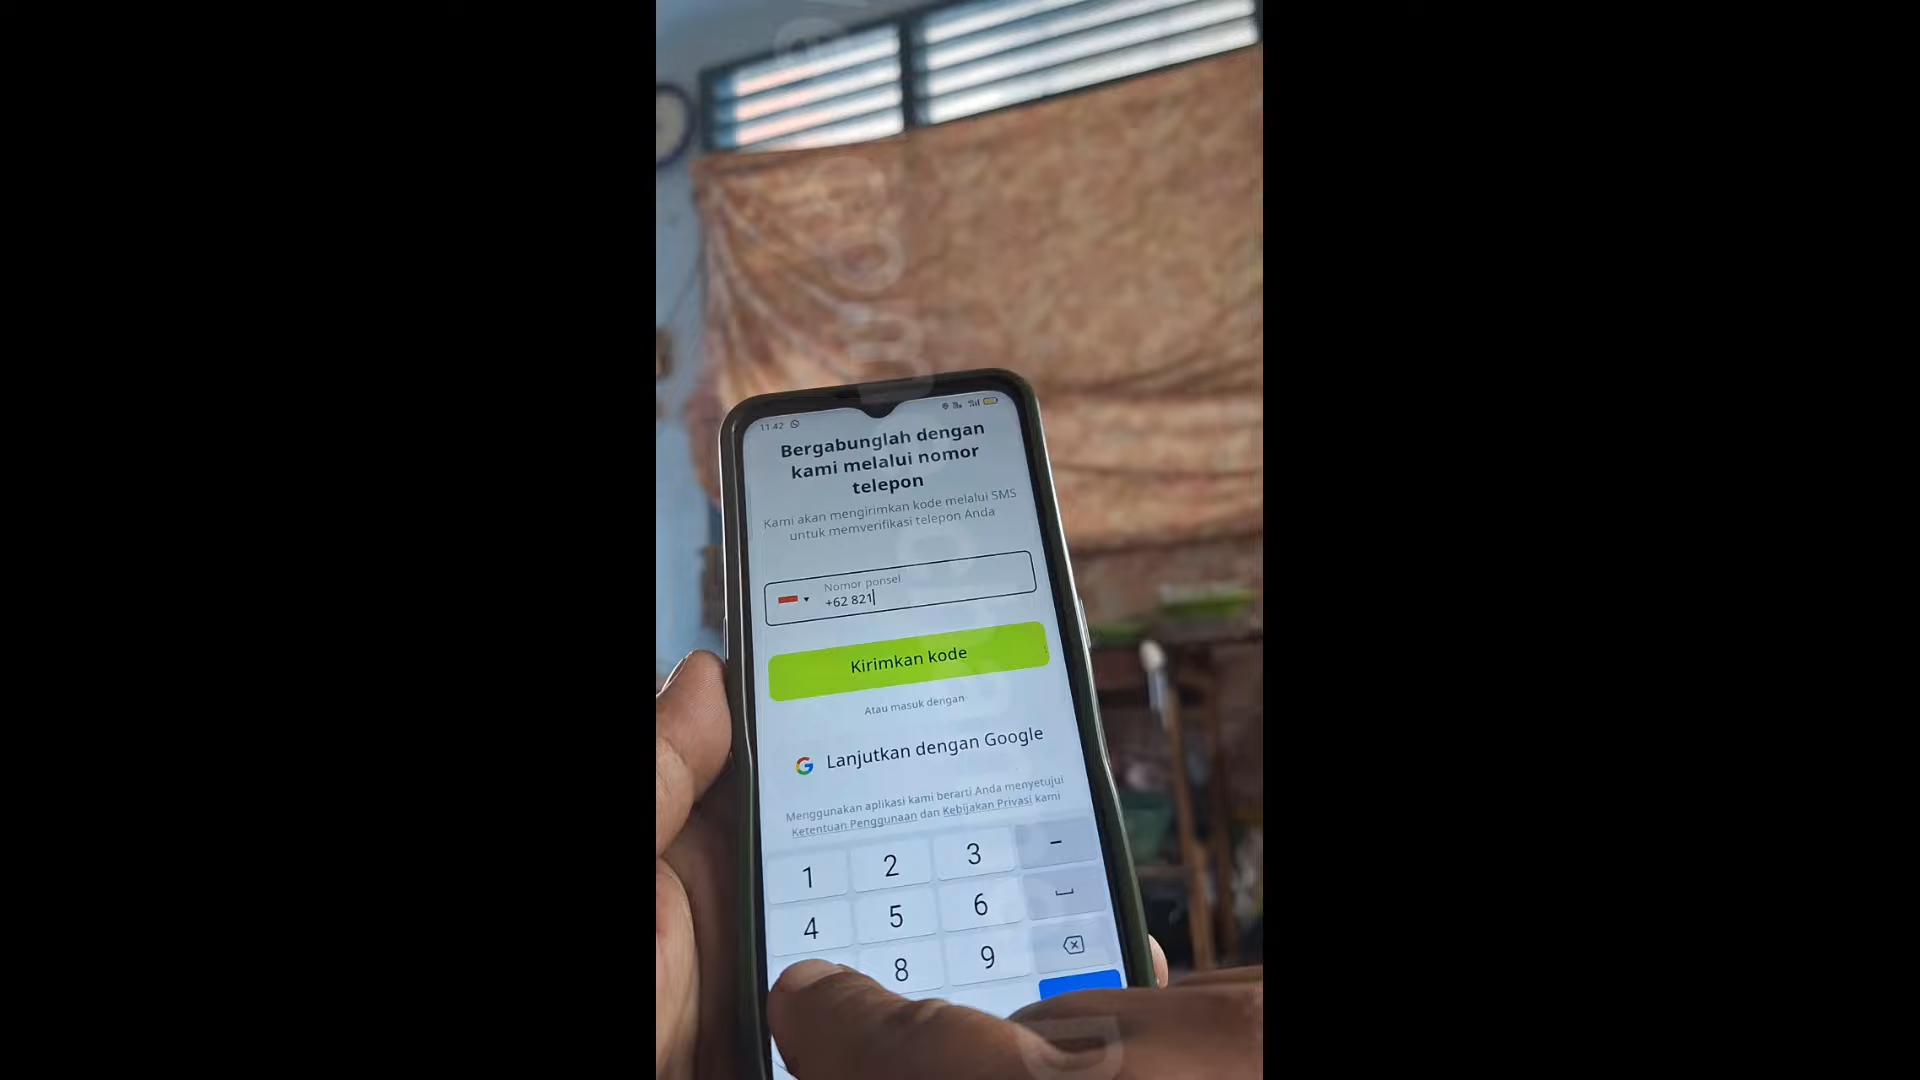 11.42
Bergabunglah dengan
kami melalui nomor
telepon
Kami akan mengirimkan kode melalui SMS
untuk memverifikasi telepon Anda
Nomor ponsel
+62 821
Kirimkan kode
Atau masuk dengan
Lanjutkan dengan Google
Menggunakan aplikasi kami berarti Anda menyetujui
Ketentuan Penggunaan dan Kebijakan Privasi kami
1 2 3 -
4 5 6
8 9